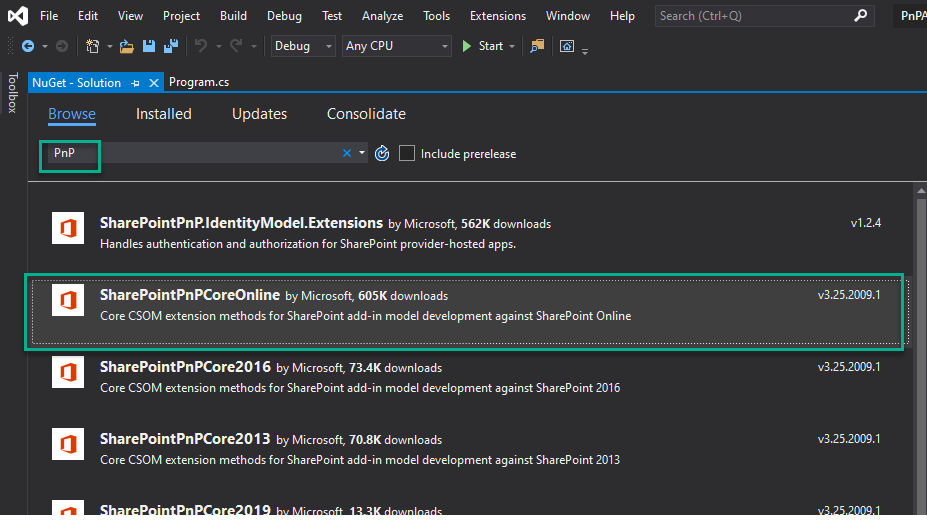 File Edit View Project Build Debug Test Analyze Tools Extensions Window Help Search (Ctrl+Q) PnPA
Debug Any CPU Start
Toolbox
NuGet - Solution Program.cs
Browse Installed Updates Consolidate
PnP Include prerelease
SharePointPnP.IdentityModel.Extensions by Microsoft, 562K downloads v1.2.4
Handles authentication and authorization for SharePoint provider-hosted apps.
SharePointPnPCoreOnline by Microsoft, 605K downloads v3.25.2009.1
Core CSOM extension methods for SharePoint add-in model development against SharePoint Online
SharePointPnPCore2016 by Microsoft, 73.4K downloads v3.25.2009.1
Core CSOM extension methods for SharePoint add-in model development against SharePoint 2016
SharePointPnPCore2013 by Microsoft, 70.8K downloads v3.25.2009.1
Core CSOM extension methods for SharePoint add-in model development against SharePoint 2013
SharePointPnPCore2019 by Microsoft, 13.3K downloads v3.25.2009.1